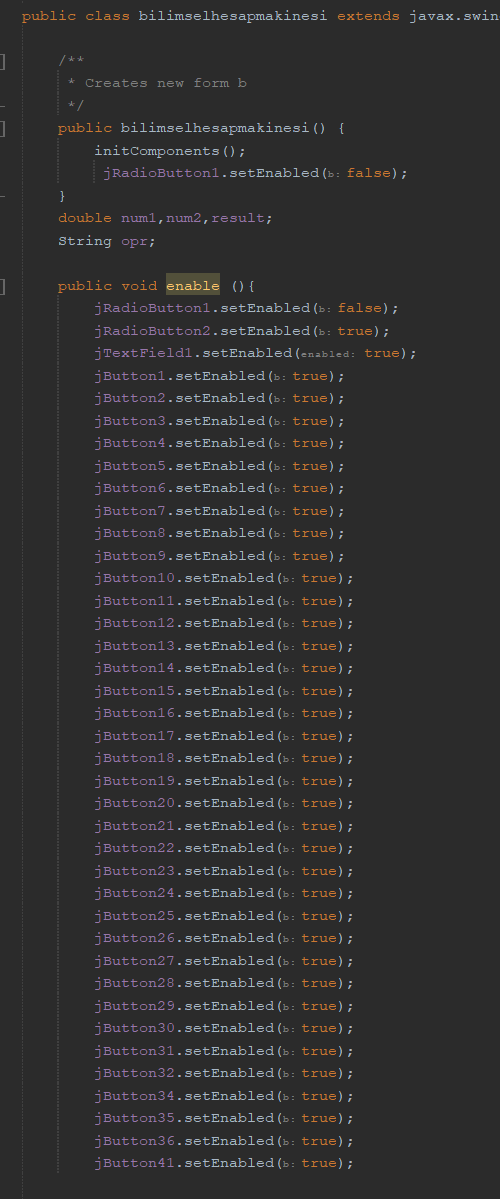 public class bilimselhesapmakinesi extends javax.swin
/**
* Creates new form b
*/
public bilimselhesapmakinesi() {
initComponents();
jRadioButton1.setEnabled(b: false);
}
double num1,num2,result;
String opr;
public void enable (){
jRadioButton1.setEnabled(b: false);
jRadioButton2.setEnabled(b: true);
jTextField1.setEnabled(enabled: true);
jButton1.setEnabled(b: true);
jButton2.setEnabled(b: true);
jButton3.setEnabled(b: true);
jButton4.setEnabled(b: true);
jButton5.setEnabled(b: true);
jButton6.setEnabled(b: true);
jButton7.setEnabled(b: true);
jButton8.setEnabled(b: true);
jButton9.setEnabled(b: true);
jButton10.setEnabled(b: true);
jButton11.setEnabled(b: true);
jButton12.setEnabled(b: true);
jButton13.setEnabled(b: true);
jButton14.setEnabled(b: true);
jButton15.setEnabled(b: true);
jButton16.setEnabled(b: true);
jButton17.setEnabled(b: true);
jButton18.setEnabled(b: true);
jButton19.setEnabled(b: true);
jButton20.setEnabled(b: true);
jButton21.setEnabled(b: true);
jButton22.setEnabled(b: true);
jButton23.setEnabled(b: true);
jButton24.setEnabled(b: true);
jButton25.setEnabled(b: true);
jButton26.setEnabled(b: true);
jButton27.setEnabled(b: true);
jButton28.setEnabled(b: true);
jButton29.setEnabled(b: true);
jButton30.setEnabled(b: true);
jButton31.setEnabled(b: true);
jButton32.setEnabled(b: true);
jButton34.setEnabled(b: true);
jButton35.setEnabled(b: true);
jButton36.setEnabled(b: true);
jButton41.setEnabled(b: true);